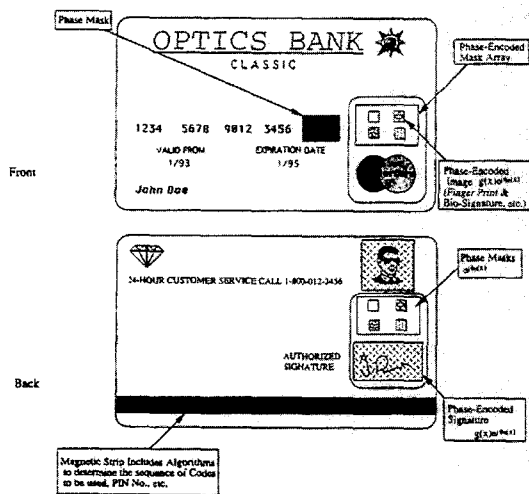 Phase Mask
OPTICS BANK
CLASSIC
Phase-Encoded
Mask Array
1234 5678 9812 3456
VALID FROM
EXPIRATION DATE
1/93
1/95
John Doe
Front
Phase-Encoded
Image
(Finger Print &
Bio-Signature, etc.)
24-HOUR CUSTOMER SERVICE CALL 1-800-012-3456
Phase Masks
AUTHORIZED
SIGNATURE
Back
Phase-Encoded
Signature
Magnetic Strip Includes Algorithms
to determine the sequence of Codes
to be used, PIN No., etc.